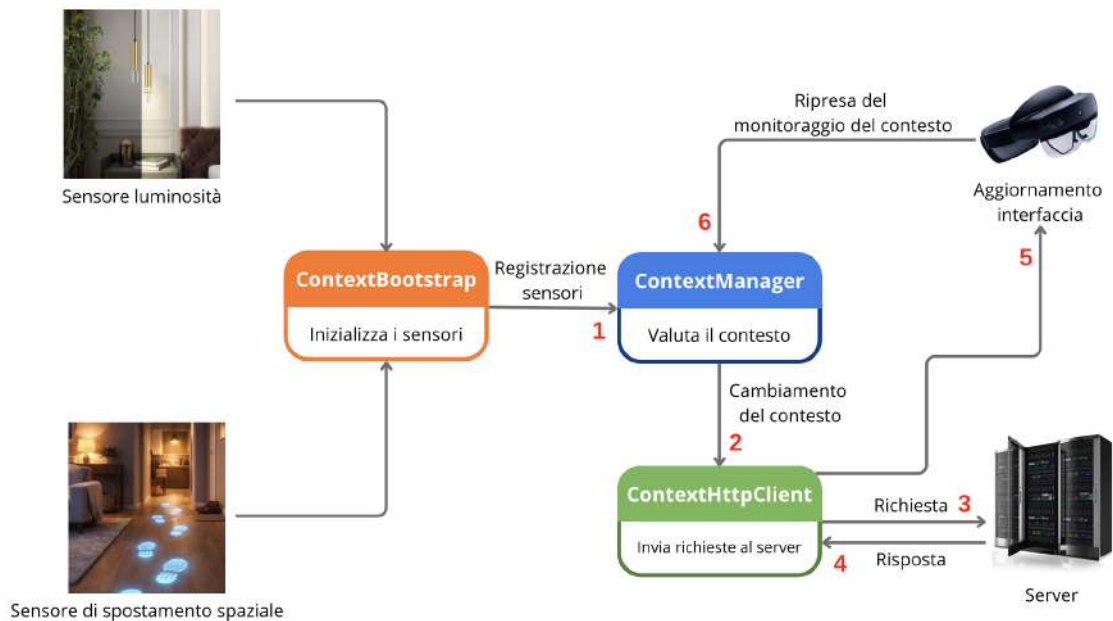 Sensore luminosità
Ripresa del
monitoraggio del contesto
Aggiornamento
interfaccia
6
5
ContextBootstrap
Inizializza i sensori
Registrazione
sensori
1
ContextManager
Valuta il contesto
Cambiamento
del contesto
2
ContextHttpClient
Invia richieste al server
Richiesta 3
4 Risposta
Server
Sensore di spostamento spaziale